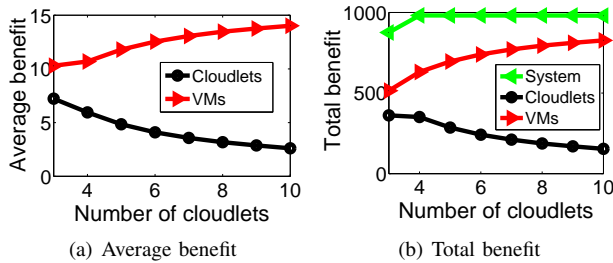 15
10
5
0
Average benefit
Cloudlets
VMs
4 6 8 10
Number of cloudlets
(a) Average benefit
1000
500
0
Total benefit
System
Cloudlets
VMs
4 6 8 10
Number of cloudlets
(b) Total benefit